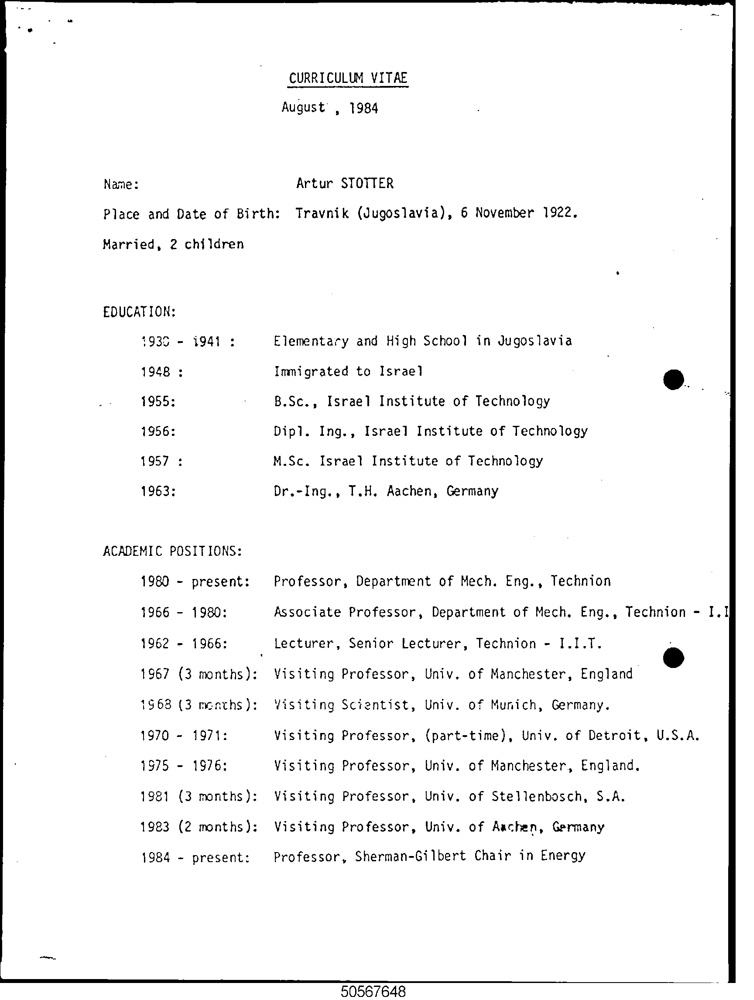 CURRICULUM VITAE
August , 1984
Name: Artur STOTTER
Place and Date of Birth: Travnik (Jugoslavia), 6 November 1922.
Married, 2 children
EDUCATION:
1930 - 1941 : Elementary and High School in Jugoslavia
1948 : Immigrated to Israel
1955: B.Sc., Israel Institute of Technology
1956: Dipl. Ing., Israel Institute of Technology
1957 : M.Sc. Israel Institute of Technology
1963: Dr.-Ing., T.H. Aachen, Germany
ACADEMIC POSITIONS:
1980 - present: Professor, Department of Mech. Eng., Technion
1966 - 1980: Associate Professor, Department of Mech. Eng., Technion - I.I
1962 - 1966: Lecturer, Senior Lecturer, Technion - I.I.T.
1967 (3 months): Visiting Professor, Univ. of Manchester, England
1968 (3 months): Visiting Scientist, Univ. of Munich, Germany.
1970 - 1971: Visiting Professor, (part-time), Univ. of Detroit, U.S.A.
1975 - 1976: Visiting Professor, Univ. of Manchester, England.
1981 (3 months): Visiting Professor, Univ. of Stellenbosch, S.A.
1983 (2 months): Visiting Professor, Univ. of Aachen, Germany
1984 - present: Professor, Sherman-Gilbert Chair in Energy
50567648